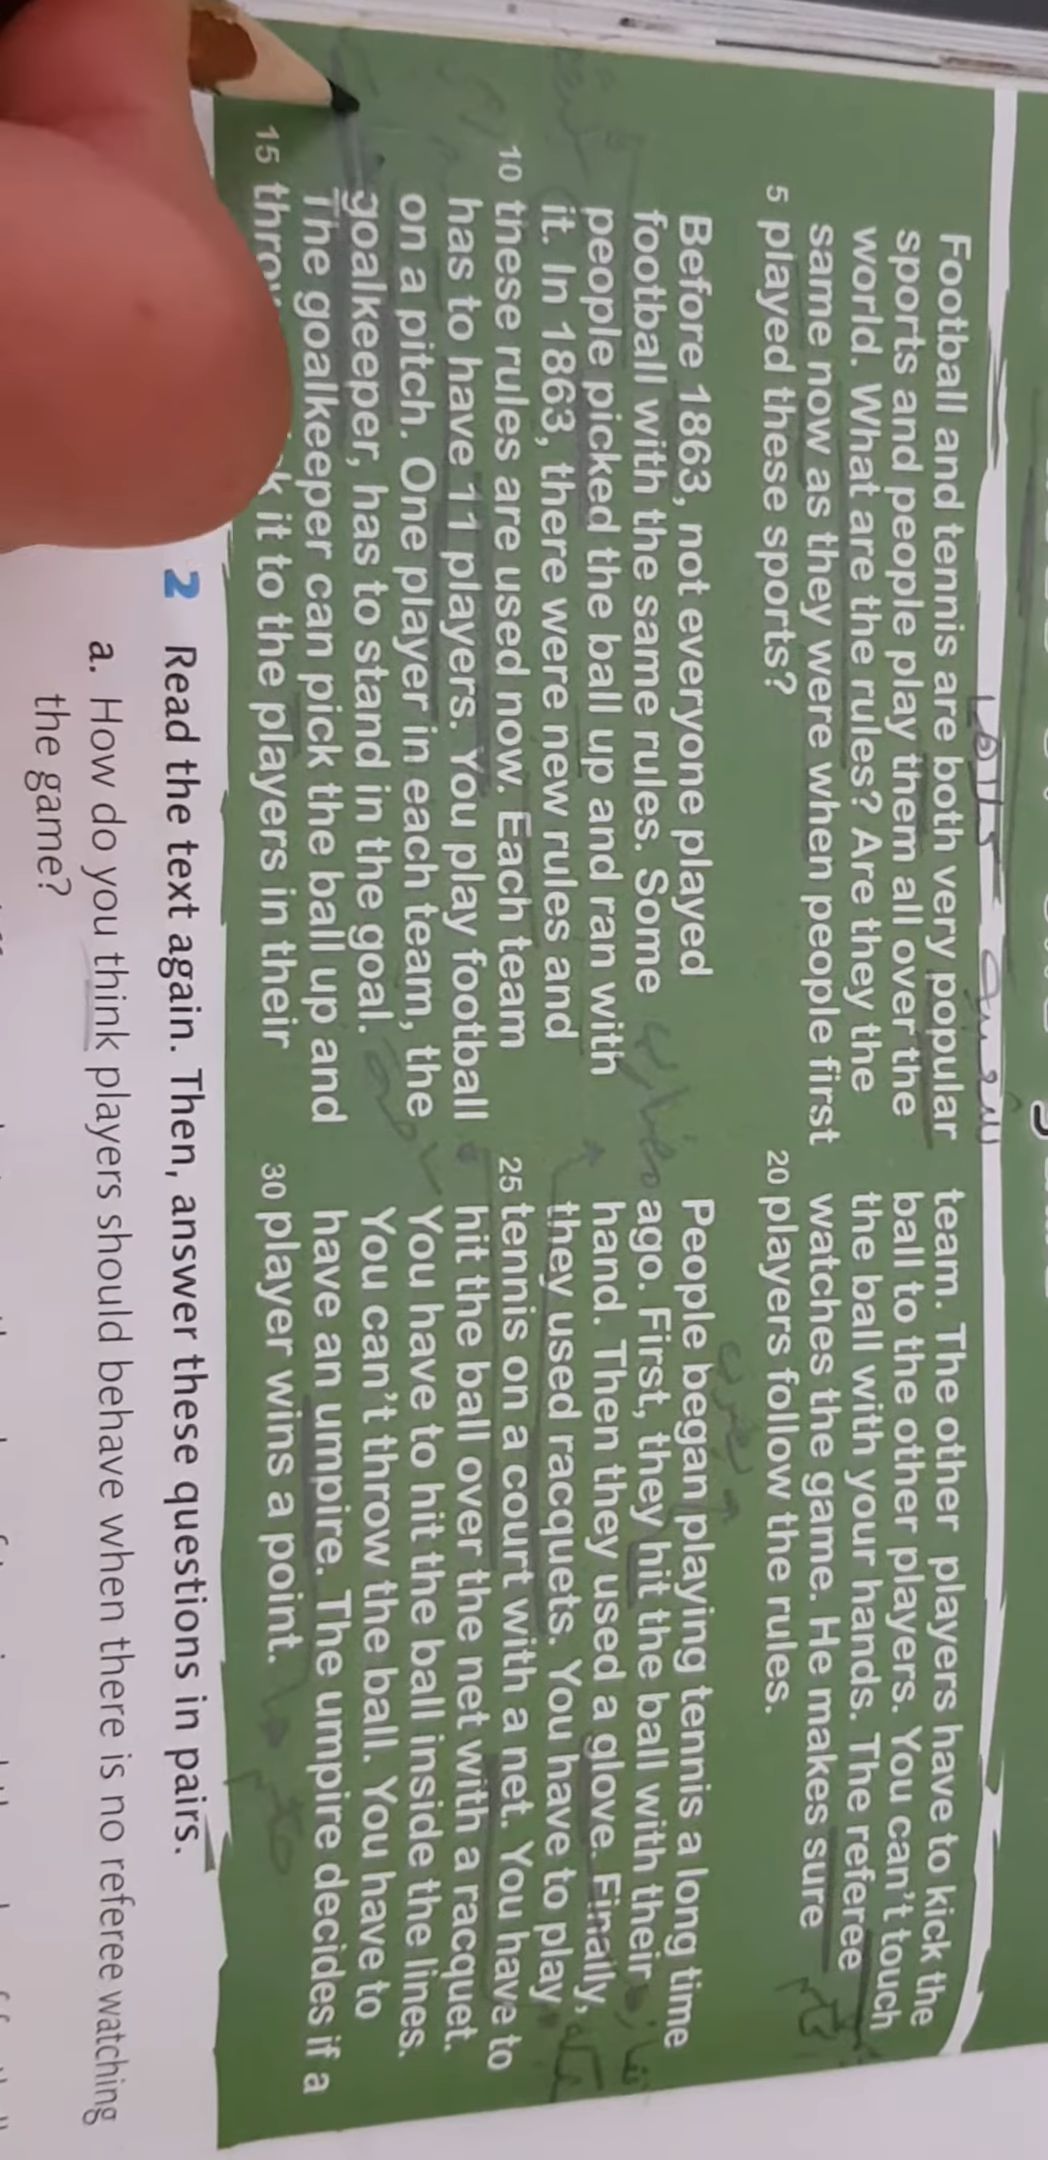 Football and tennis are both very popular
sports and people play them all over the
world. What are the rules? Are they the
same now as they were when people first
5 played these sports?
Before 1863, not everyone played
football with the same rules. Some
people picked the ball up and ran with
it. In 1863, there were new rules and
10 these rules are used now. Each team
has to have 11 players. You play football
on a pitch. One player in each team, the
goalkeeper, has to stand in the goal.
The goalkeeper can pick the ball up and
15 it to the players in their
team. The other players have to kick the
ball to the other players. You can't touch
the ball with your hands. The referee
watches the game. He makes sure
20 players follow the rules.
People began playing tennis a long time
ago. First, they hit the ball with their
hand. Then they used a glove. Finally,
they used racquets. You have to play
25 tennis on a court with a net. You have to
hit the ball over the net with a racquet.
You have to hit the ball inside the lines.
You can't throw the ball. You have to
have an umpire. The umpire decides if a
30 player wins a point.
2 Read the text again. Then, answer these questions in pairs.
a. How do you think players should behave when there is no referee watching
the game?